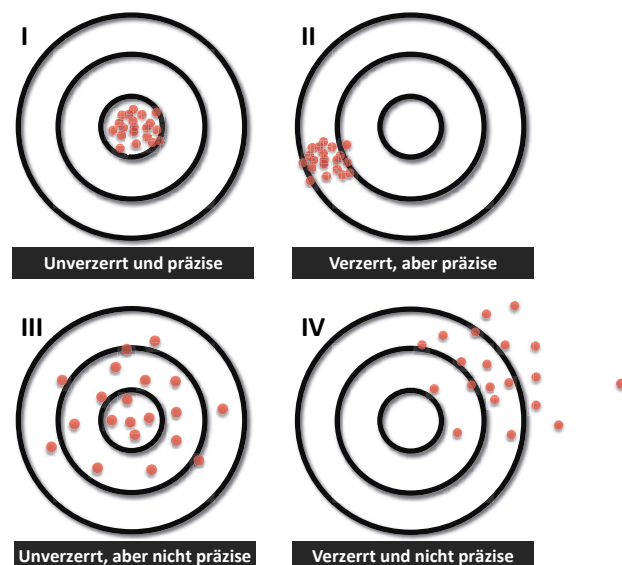 I
II
Unverzerrt und präzise
Verzerrt, aber präzise
III
IV
Unverzerrt, aber nicht präzise
Verzerrt und nicht präzise